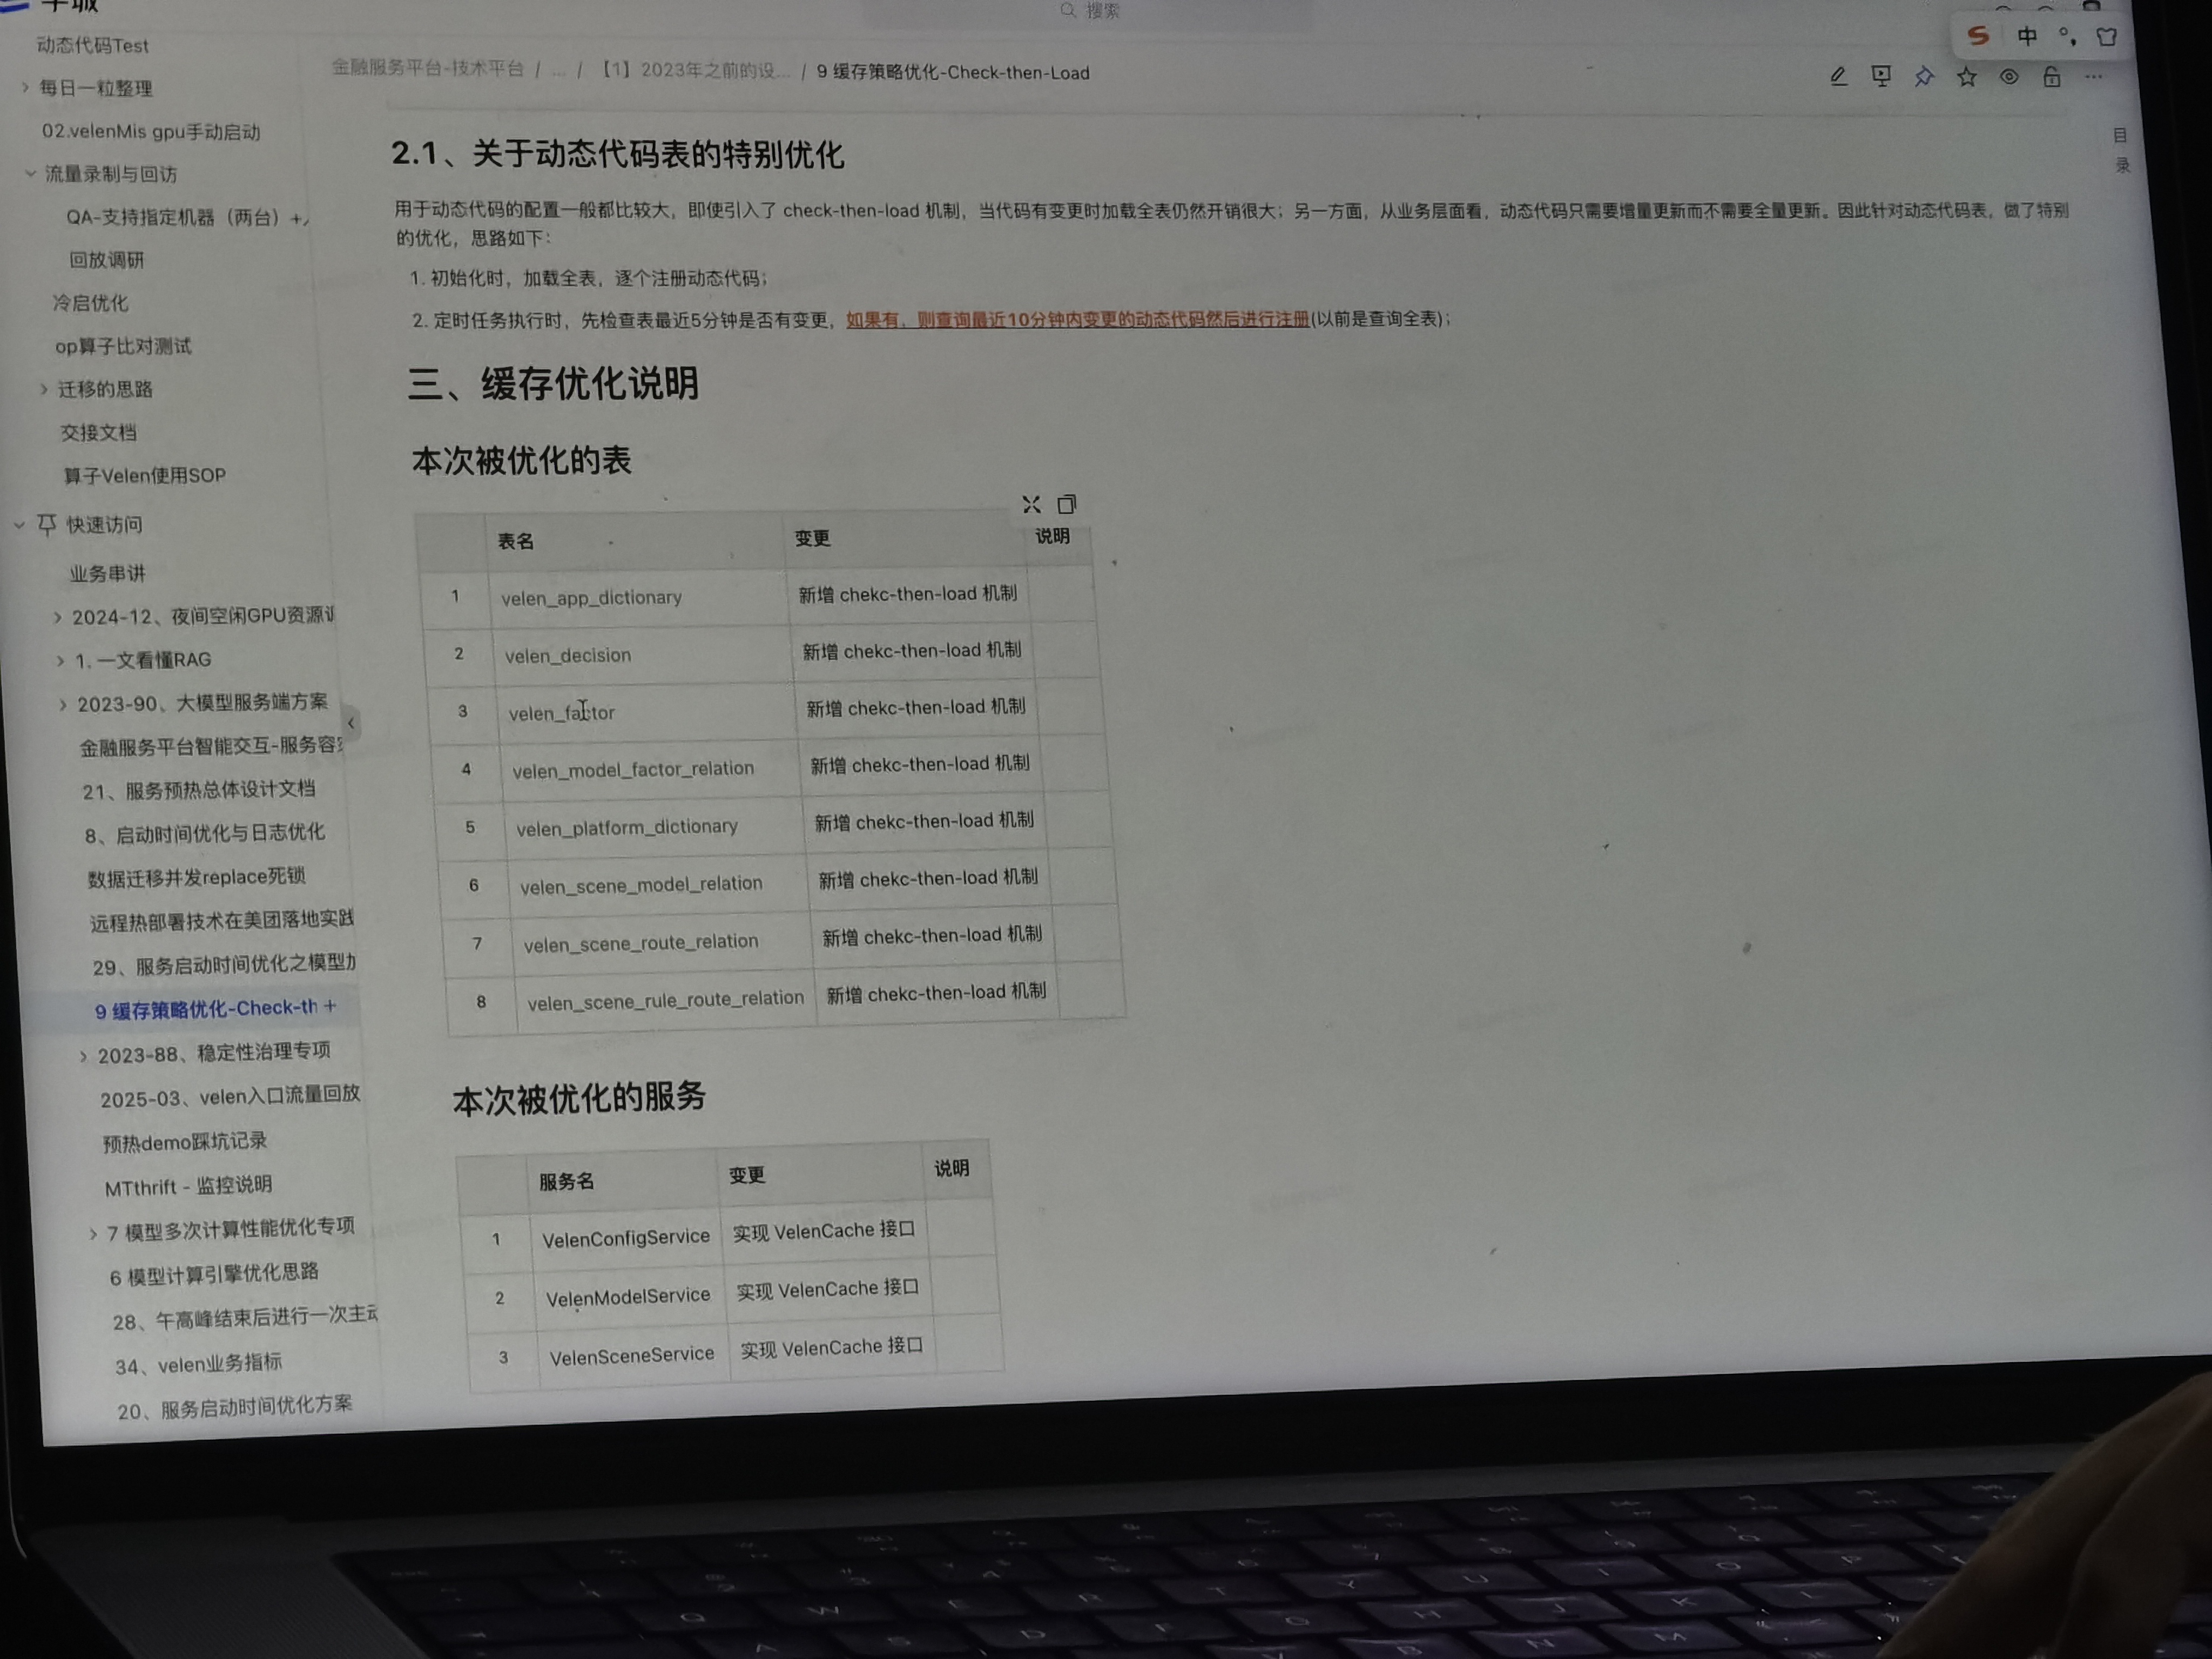 学城
搜索
中
动态代码Test
每日一粒整理
02.velenMis gpu手动启动
流量录制与回访
QA-支持指定机器（两台）+
回放调研
冷启优化
op算子比对测试
迁移的思路
交接文档
算子Velen使用SOP
快速访问
业务串讲
2024-12、夜间空闲GPU资源
1. 一文看懂RAG
2023-90、大模型服务端方案
金融服务平台智能交互-服务容
21、服务预热总体设计文档
8、启动时间优化与日志优化
数据迁移并发replace死锁
远程热部署技术在美团落地实践
29、服务启动时间优化之模型加
9 缓存策略优化-Check-th +
2023-88、稳定性治理专项
2025-03、velen入口流量回放
预热demo踩坑记录
MTthrift - 监控说明
7 模型多次计算性能优化专项
6 模型计算引擎优化思路
28、午高峰结束后进行一次主动
34、velen业务指标
20、服务启动时间优化方案
金融服务平台-技术平台 / ... / 【1】2023年之前的设... / 9 缓存策略优化-Check-then-Load
目
录
2.1、关于动态代码表的特别优化
用于动态代码的配置一般都比较大，即使引入了 check-then-load 机制，当代码有变更时加载全表仍然开销很大；另一方面，从业务层面看，动态代码只需要增量更新而不需要全量更新。因此针对动态代码表，做了特别
的优化，思路如下：
1. 初始化时，加载全表，逐个注册动态代码；
2. 定时任务执行时，先检查表最近5分钟是否有变更，如果有，则查询最近10分钟内变更的动态代码然后进行注册(以前是查询全表)；
三、缓存优化说明
本次被优化的表
表名 变更 说明
1 velen_app_dictionary 新增 chekc-then-load 机制
2 velen_decision 新增 chekc-then-load 机制
3 velen_factor 新增 chekc-then-load 机制
4 velen_model_factor_relation 新增 chekc-then-load 机制
5 velen_platform_dictionary 新增 chekc-then-load 机制
6 velen_scene_model_relation 新增 chekc-then-load 机制
7 velen_scene_route_relation 新增 chekc-then-load 机制
8 velen_scene_rule_route_relation 新增 chekc-then-load 机制
本次被优化的服务
服务名 变更 说明
1 VelenConfigService 实现 VelenCache 接口
2 VelenModelService 实现 VelenCache 接口
3 VelenSceneService 实现 VelenCache 接口
Q W E R T Y U I O P
A S D F G H J K L
B N M